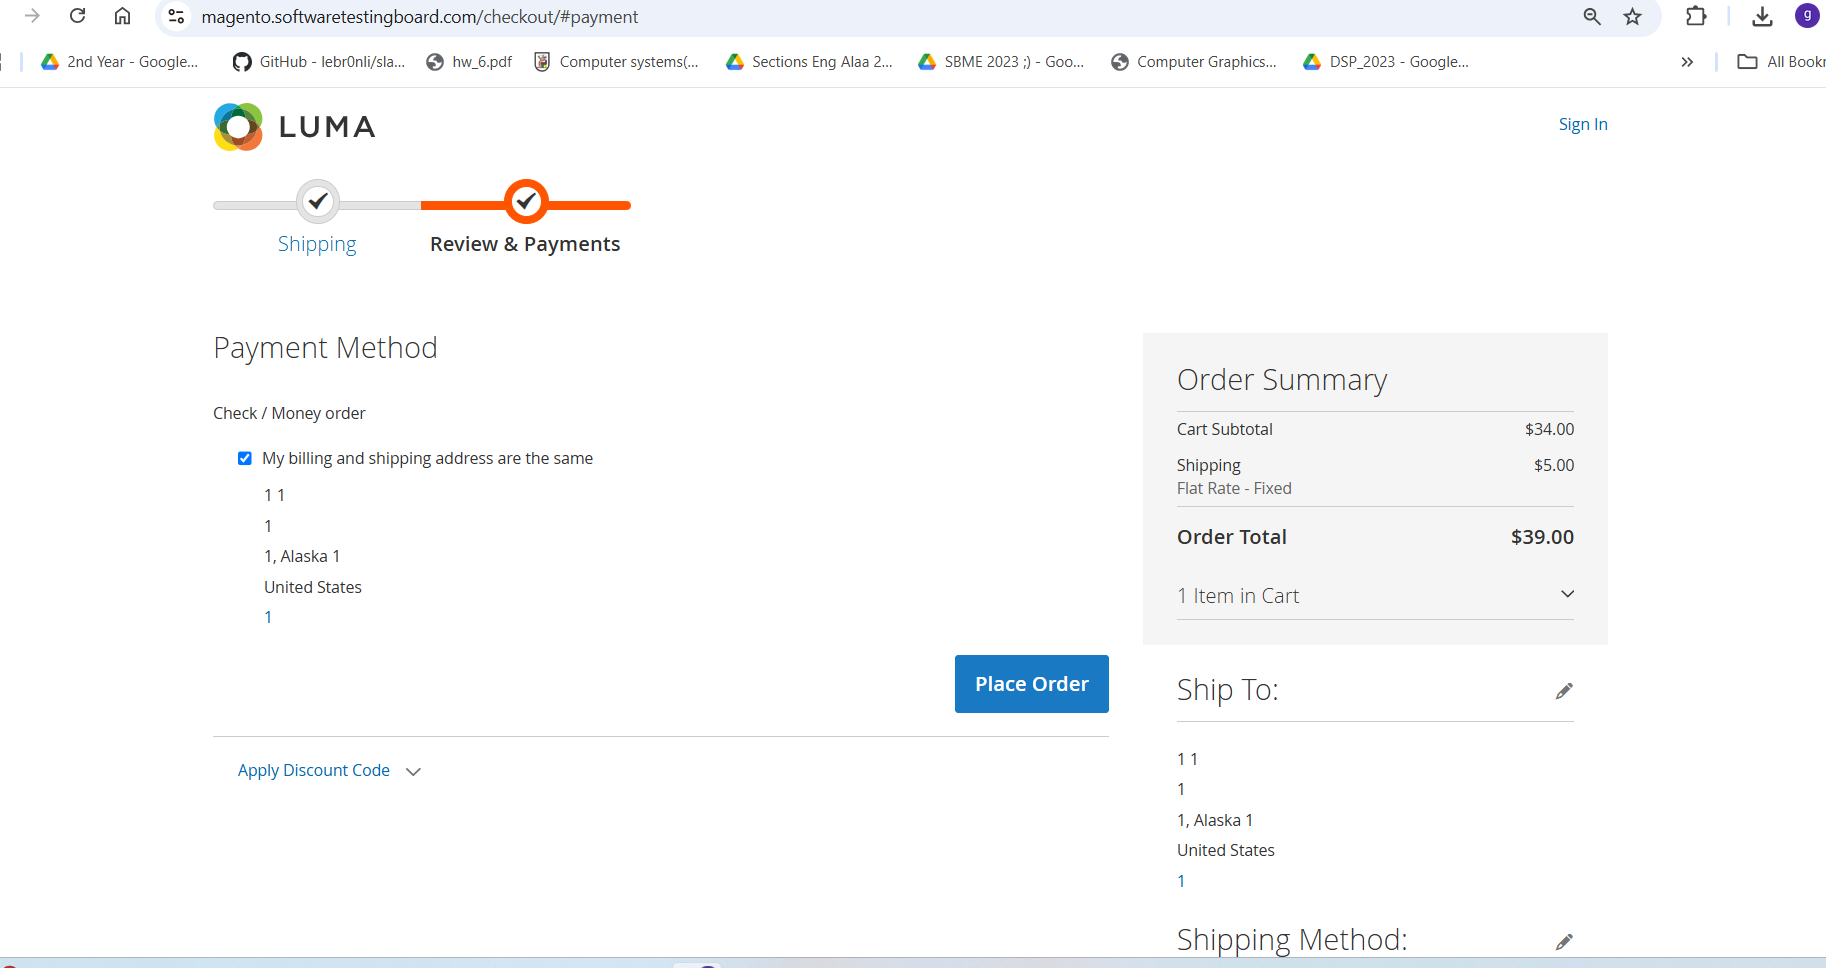 magento.softwaretestingboard.com/checkout/#payment
g
2nd Year - Google...
GitHub - lebr0nli/sla...
hw_6.pdf
Computer systems(...
Sections Eng Alaa 2...
SBME 2023 ;) - Goo...
Computer Graphics...
DSP_2023 - Google...
»
All Bookr
LUMA
Sign In
Shipping
Review & Payments
Payment Method
Check / Money order
My billing and shipping address are the same
1 1
1
1, Alaska 1
United States
1
Place Order
Apply Discount Code
Order Summary
Cart Subtotal $34.00
Shipping $5.00
Flat Rate - Fixed
Order Total $39.00
1 Item in Cart
Ship To:
1 1
1
1, Alaska 1
United States
1
Shipping Method: